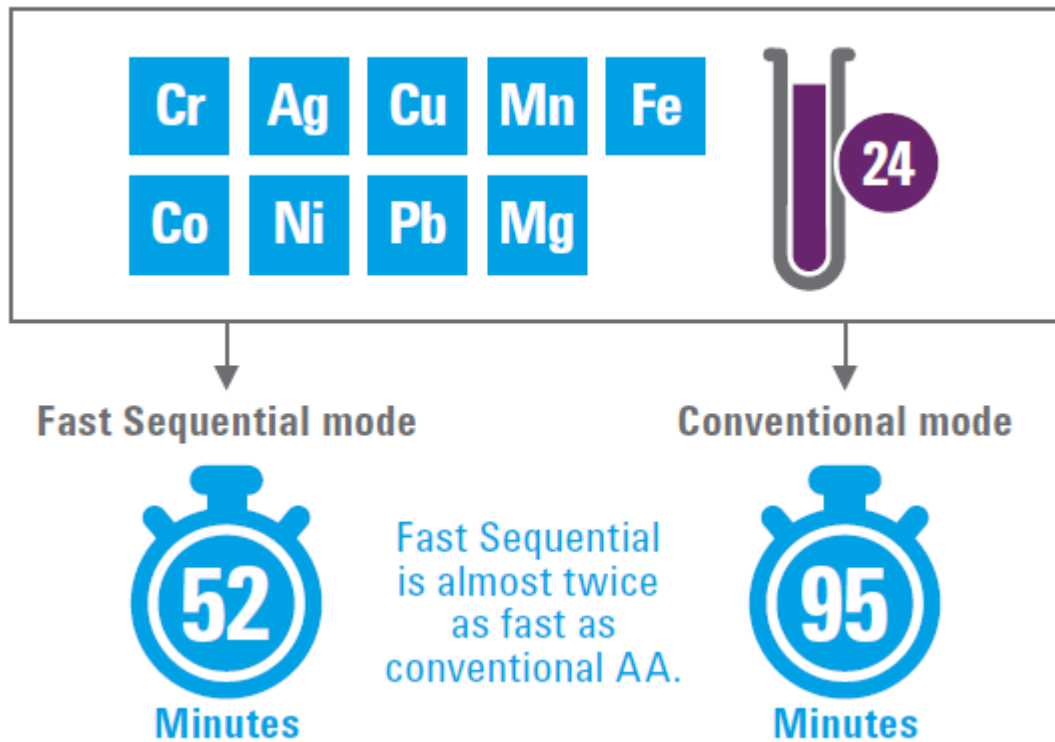 Cr Ag Cu Mn Fe
24
Co Ni Pb Mg
Fast Sequential mode
Conventional mode
52
Minutes
Fast Sequential
is almost twice
as fast as
conventional AA.
95
Minutes